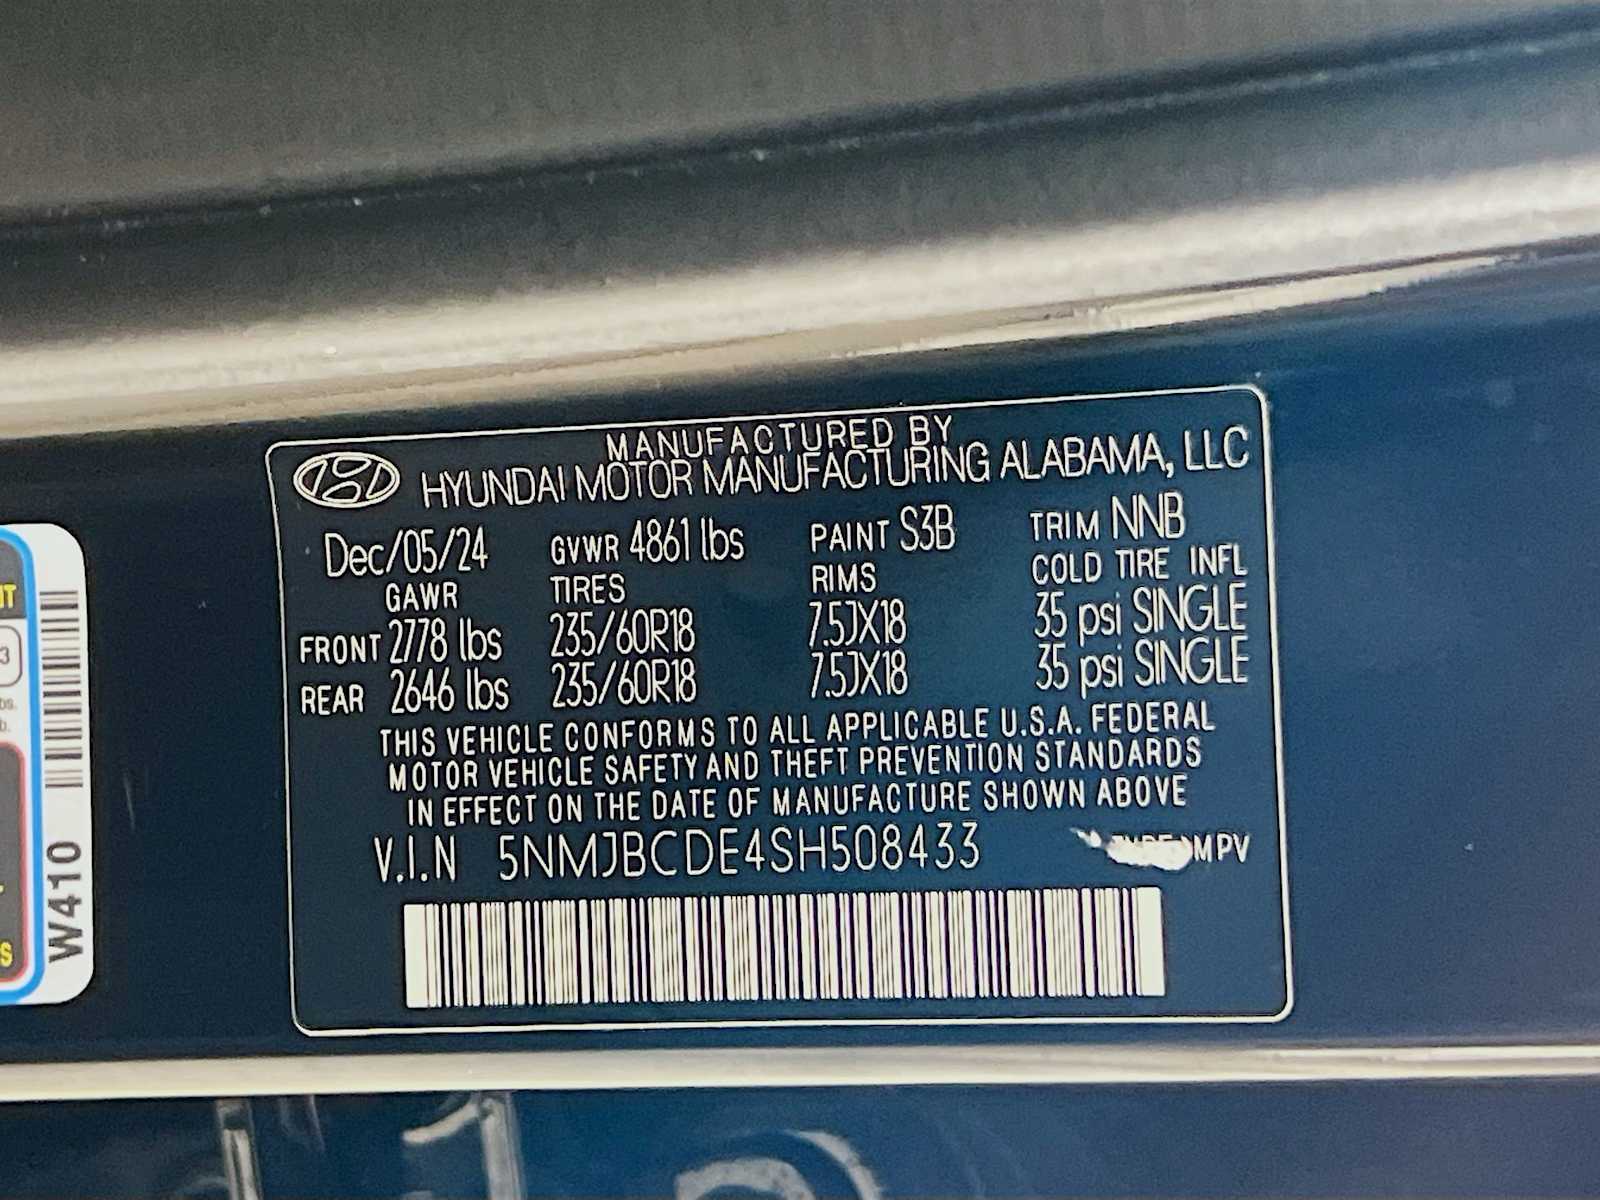 MANUFACTURED BY
HYUNDAI MOTOR MANUFACTURING ALABAMA, LLC
Dec/05/24 GVWR 4861 lbs PAINT S3B TRIM NNB
GAWR TIRES RIMS COLD TIRE INFL
FRONT 2778 lbs 235/60R18 7.5JX18 35 psi SINGLE
REAR 2646 lbs 235/60R18 7.5JX18 35 psi SINGLE
THIS VEHICLE CONFORMS TO ALL APPLICABLE U.S.A. FEDERAL
MOTOR VEHICLE SAFETY AND THEFT PREVENTION STANDARDS
IN EFFECT ON THE DATE OF MANUFACTURE SHOWN ABOVE
V.I.N 5NMJBCDE4SH508433 MPV
W410
3